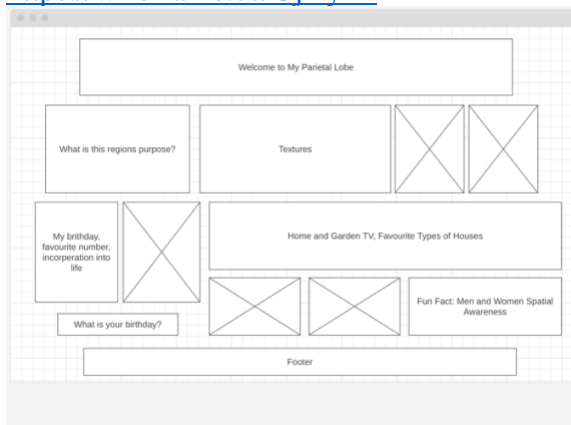 Welcome to My Parietal Lobe
What is this regions purpose?
Textures
My brithday,
favourite number,
incorperation into
life
Home and Garden TV, Favourite Types of Houses
Fun Fact: Men and Women Spatial
Awareness
What is your birthday?
Footer